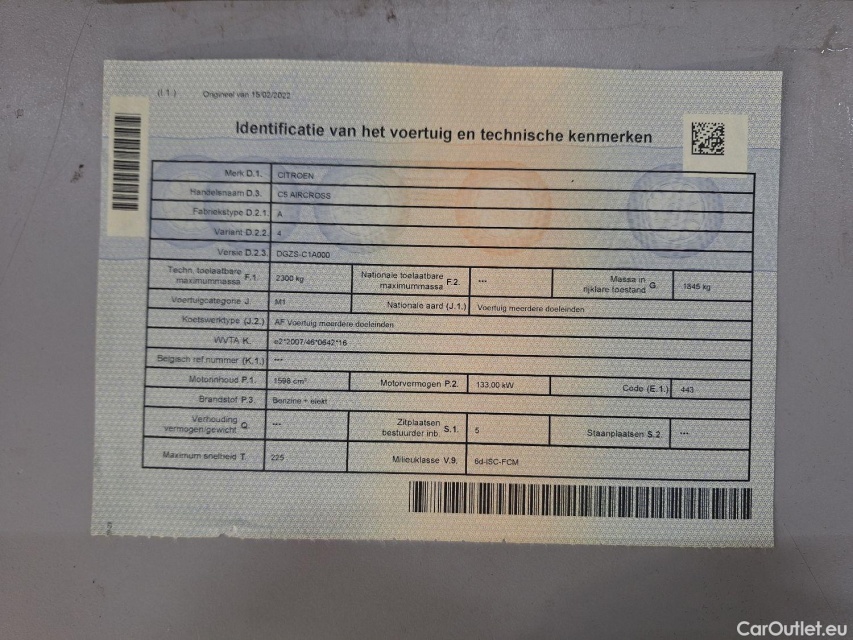 (I.1.) Origineel van 15/02/2022
Identificatie van het voertuig en technische kenmerken
Merk D.1. CITROEN
Handelsnaam D.3. C5 AIRCROSS
Fabriekstype D.2.1. A
Variant D.2.2. 4
Versie D.2.3. DGZS-C1A000
Techn. toelaatbare maximummassa F.1. 2300 kg Nationale toelaatbare maximummassa F.2. --- Massa in rijklare toestand G. 1845 kg
Voertuigcategorie J. M1 Nationale aard (J.1.) Voertuig meerdere doeleinden
Koetswerktype (J.2.) AF Voertuig meerdere doeleinden
WVTA K. e2*2007/46*0642*16
Belgisch ref.nummer (K.1.) ---
Motorinhoud P.1. 1598 cm³ Motorvermogen P.2. 133.00 kW Code (E.1.) 443
Brandstof P.3. Benzine + elekt
Verhouding vermogen/gewicht Q. --- Zitplaatsen bestuurder inb. S.1. 5 Staanplaatsen S.2. ---
Maximum snelheid T. 225 Milieuklasse V.9. 6d-ISC-FCM
CarOutlet.eu